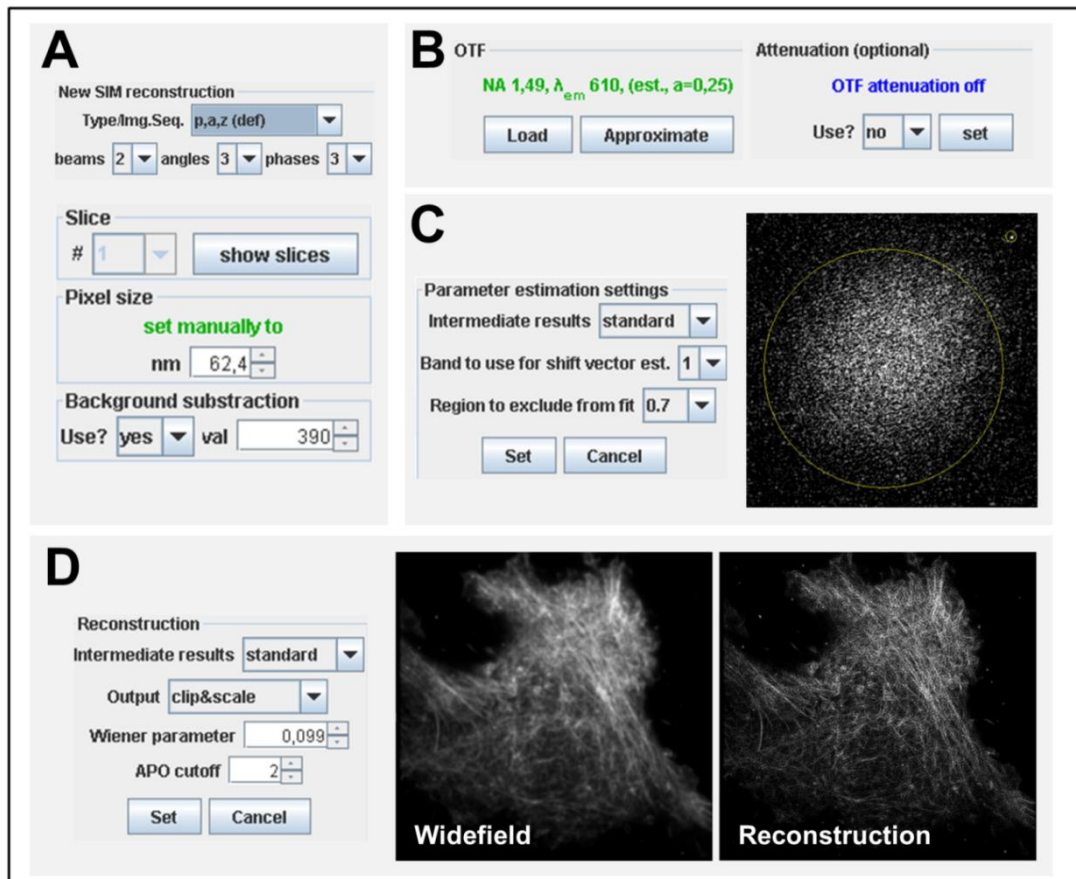 A
New SIM reconstruction
Type/Img.Seq. p,a,z (def)
beams 2 angles 3 phases 3
Slice
# 1 show slices
Pixel size
set manually to
nm 62,4
Background substraction
Use? yes val 390
B
OTF
NA 1,49, λem 610, (est., a=0,25)
Load Approximate
Attenuation (optional)
OTF attenuation off
Use? no set
C
Parameter estimation settings
Intermediate results standard
Band to use for shift vector est. 1
Region to exclude from fit 0.7
Set Cancel
D
Reconstruction
Intermediate results standard
Output clip&scale
Wiener parameter 0,099
APO cutoff 2
Set Cancel
Widefield
Reconstruction